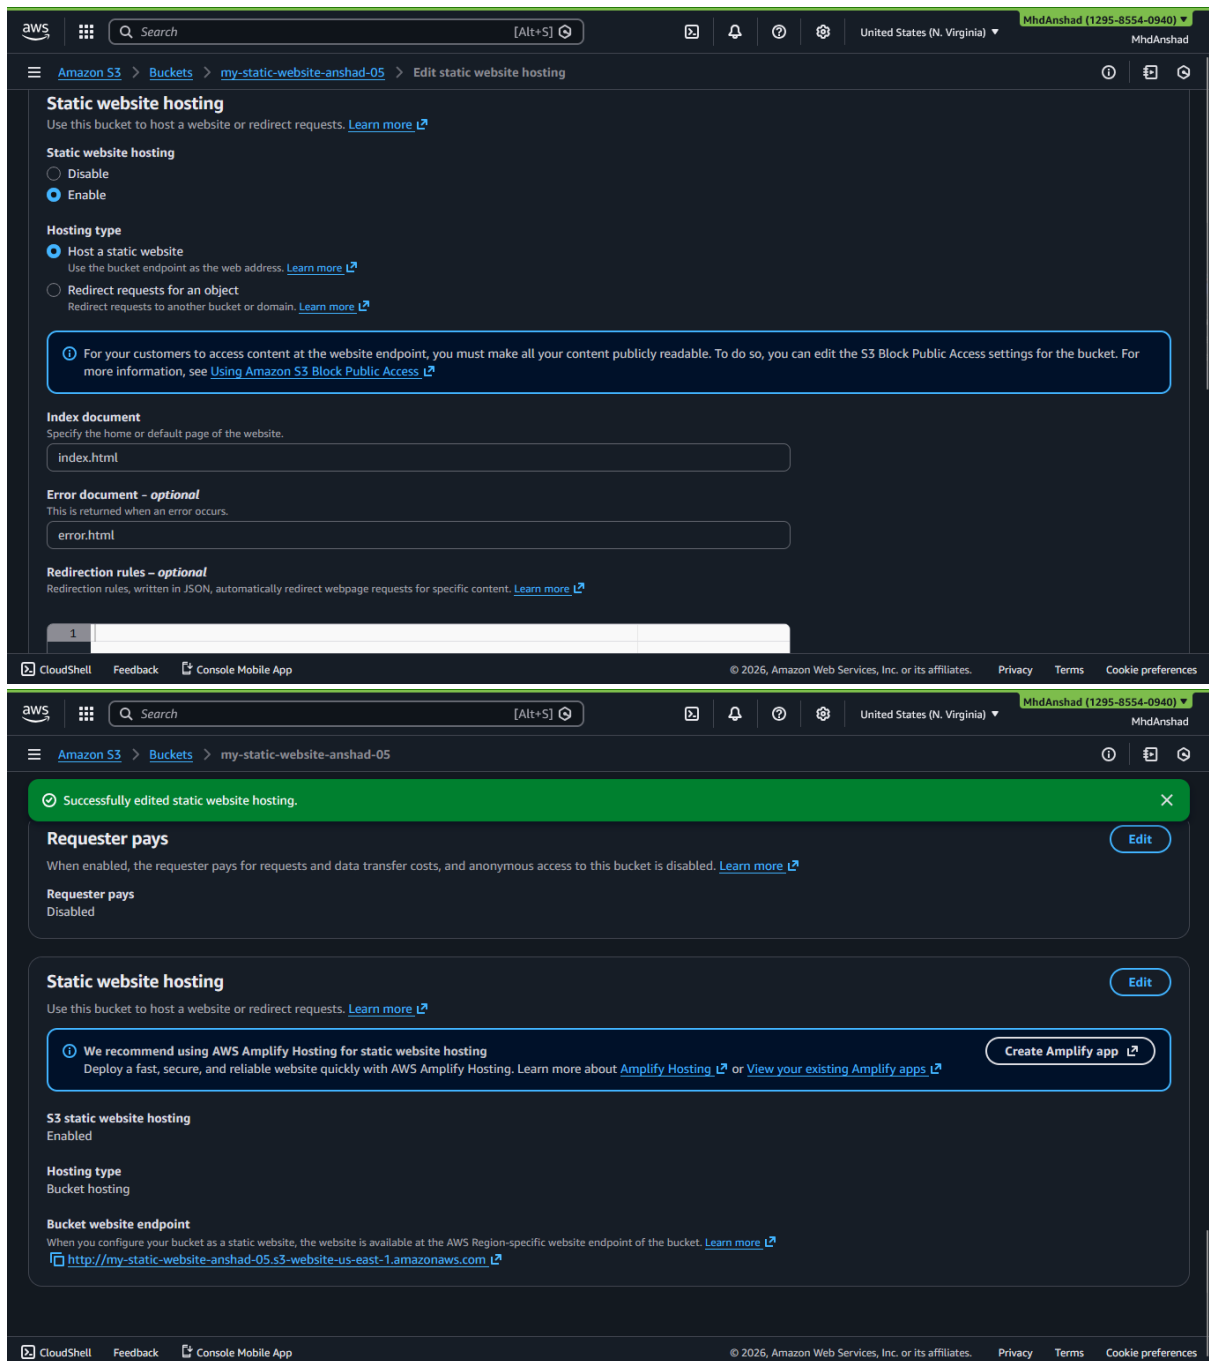 aws
Search
[Alt+S]
United States (N. Virginia) ▼
MhdAnshad (1295-8554-0940) ▼
MhdAnshad
Amazon S3 > Buckets > my-static-website-anshad-05 > Edit static website hosting
Static website hosting
Use this bucket to host a website or redirect requests. Learn more
Static website hosting
Disable
Enable
Hosting type
Host a static website
Use the bucket endpoint as the web address. Learn more
Redirect requests for an object
Redirect requests to another bucket or domain. Learn more
For your customers to access content at the website endpoint, you must make all your content publicly readable. To do so, you can edit the S3 Block Public Access settings for the bucket. For
more information, see Using Amazon S3 Block Public Access
Index document
Specify the home or default page of the website.
index.html
Error document - optional
This is returned when an error occurs.
error.html
Redirection rules – optional
Redirection rules, written in JSON, automatically redirect webpage requests for specific content. Learn more
1
CloudShell Feedback Console Mobile App © 2026, Amazon Web Services, Inc. or its affiliates. Privacy Terms Cookie preferences
aws
Search
[Alt+S]
United States (N. Virginia) ▼
MhdAnshad (1295-8554-0940) ▼
MhdAnshad
Amazon S3 > Buckets > my-static-website-anshad-05
Successfully edited static website hosting.
Requester pays
Edit
When enabled, the requester pays for requests and data transfer costs, and anonymous access to this bucket is disabled. Learn more
Requester pays
Disabled
Static website hosting
Edit
Use this bucket to host a website or redirect requests. Learn more
We recommend using AWS Amplify Hosting for static website hosting
Deploy a fast, secure, and reliable website quickly with AWS Amplify Hosting. Learn more about Amplify Hosting or View your existing Amplify apps
Create Amplify app
S3 static website hosting
Enabled
Hosting type
Bucket hosting
Bucket website endpoint
When you configure your bucket as a static website, the website is available at the AWS Region-specific website endpoint of the bucket. Learn more
http://my-static-website-anshad-05.s3-website-us-east-1.amazonaws.com
CloudShell Feedback Console Mobile App © 2026, Amazon Web Services, Inc. or its affiliates. Privacy Terms Cookie preferences